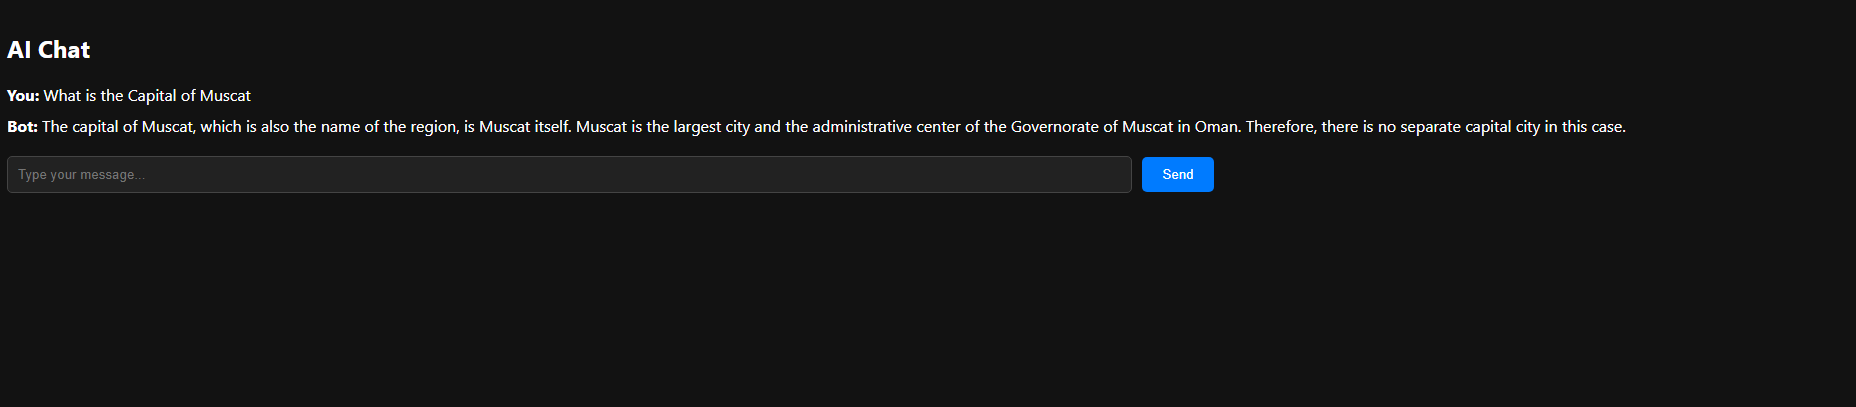 AI Chat
You: What is the Capital of Muscat
Bot: The capital of Muscat, which is also the name of the region, is Muscat itself. Muscat is the largest city and the administrative center of the Governorate of Muscat in Oman. Therefore, there is no separate capital city in this case.
Type your message...
Send